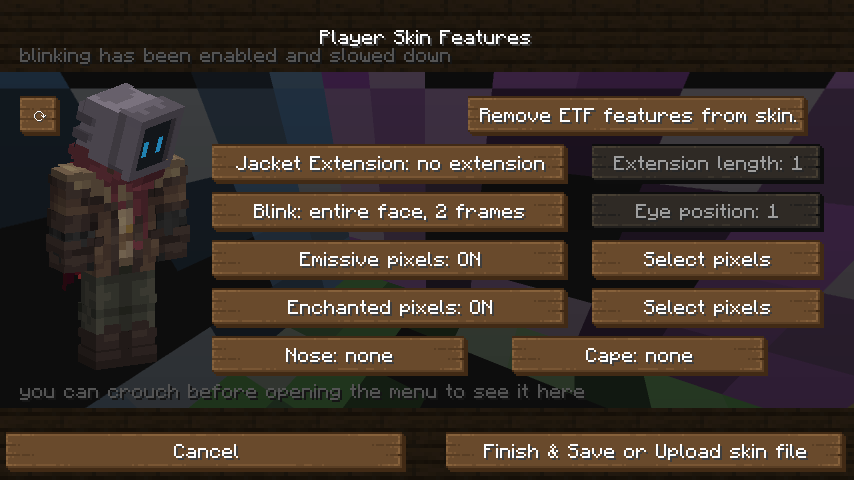 Player Skin Features
blinking has been enabled and slowed down
⟳
Remove ETF features from skin.
Jacket Extension: no extension
Extension length: 1
Blink: entire face, 2 frames
Eye position: 1
Emissive pixels: ON
Select pixels
Enchanted pixels: ON
Select pixels
Nose: none
Cape: none
you can crouch before opening the menu to see it here
Cancel
Finish & Save or Upload skin file